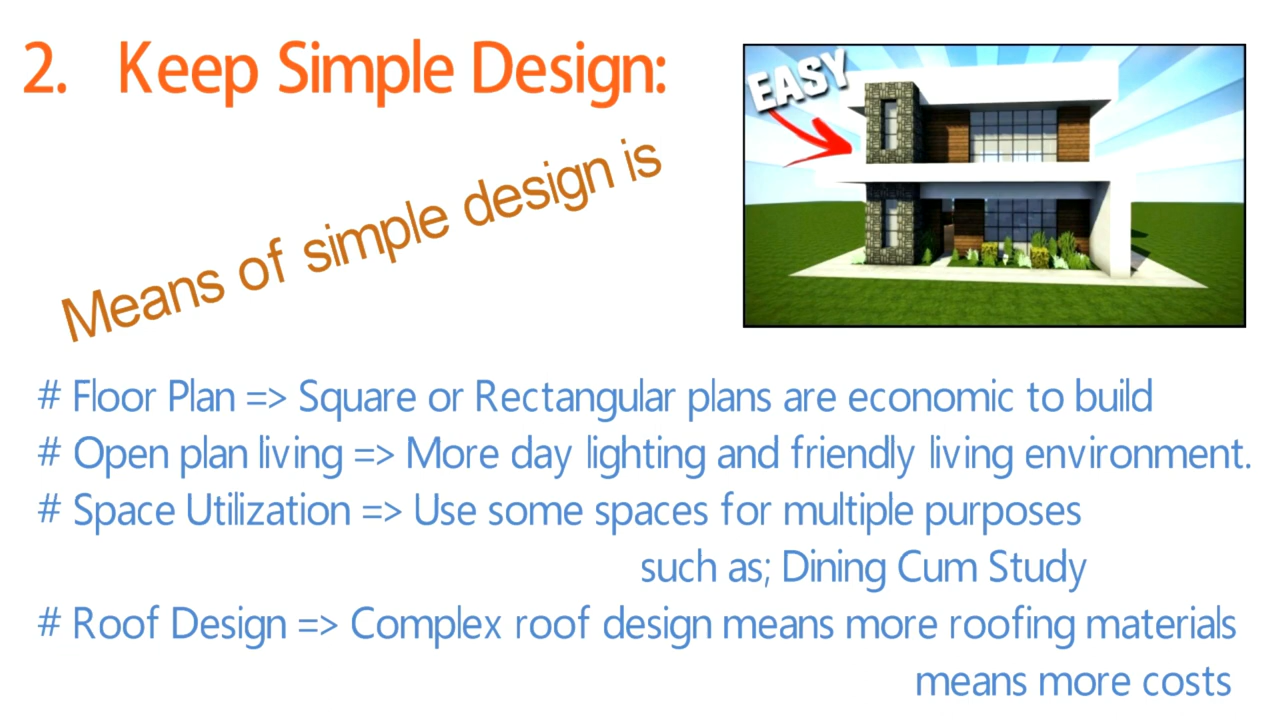 2. Keep Simple Design:
EASY
Means of simple design is
# Floor Plan => Square or Rectangular plans are economic to build
# Open plan living => More day lighting and friendly living environment.
# Space Utilization => Use some spaces for multiple purposes
such as; Dining Cum Study
# Roof Design => Complex roof design means more roofing materials
means more costs